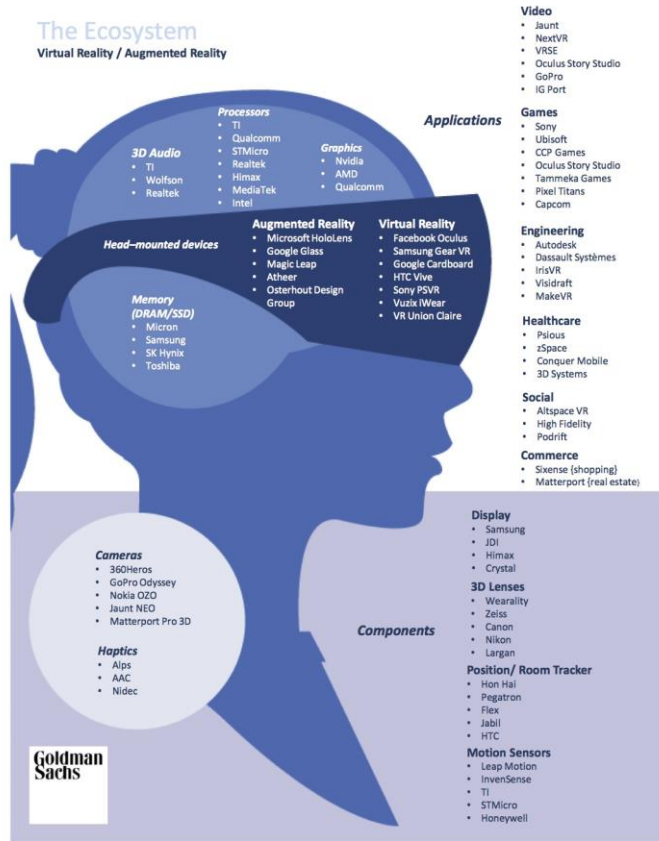 The Ecosystem
Virtual Reality / Augmented Reality
Video
• Jaunt
• NextVR
• VRSE
• Oculus Story Studio
• GoPro
• IG Port
Applications
Games
• Sony
• Ubisoft
• CCP Games
• Oculus Story Studio
• Tammeka Games
• Pixel Titans
• Capcom
Engineering
• Autodesk
• Dassault Systèmes
• IrisVR
• Visidraft
• MakeVR
Healthcare
• Psious
• zSpace
• Conquer Mobile
• 3D Systems
Social
• Altspace VR
• High Fidelity
• Podrift
Commerce
• Sixense {shopping}
• Matterport {real estate}
Processors
• TI
• Qualcomm
• STMicro
• Realtek
• Himax
• MediaTek
• Intel
3D Audio
• TI
• Wolfson
• Realtek
Graphics
• Nvidia
• AMD
• Qualcomm
Head–mounted devices
Augmented Reality
• Microsoft HoloLens
• Google Glass
• Magic Leap
• Atheer
• Osterhout Design
Group
Virtual Reality
• Facebook Oculus
• Samsung Gear VR
• Google Cardboard
• HTC Vive
• Sony PSVR
• Vuzix iWear
• VR Union Claire
Memory
(DRAM/SSD)
• Micron
• Samsung
• SK Hynix
• Toshiba
Cameras
• 360Heros
• GoPro Odyssey
• Nokia OZO
• Jaunt NEO
• Matterport Pro 3D
Haptics
• Alps
• AAC
• Nidec
Components
Display
• Samsung
• JDI
• Himax
• Crystal
3D Lenses
• Wearality
• Zeiss
• Canon
• Nikon
• Largan
Position/ Room Tracker
• Hon Hai
• Pegatron
• Flex
• Jabil
• HTC
Motion Sensors
• Leap Motion
• InvenSense
• TI
• STMicro
• Honeywell
Goldman
Sachs